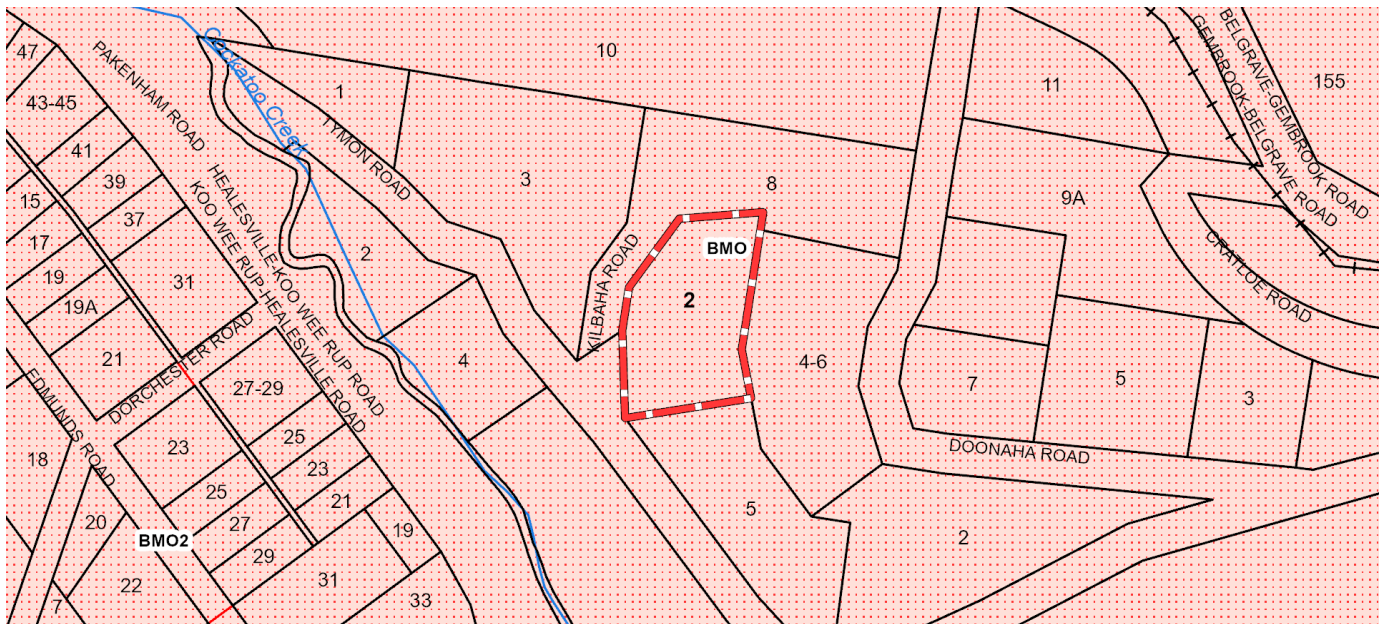 47
PAKENHAM ROAD
Cockatoo Creek
10
BELGRAVE-GEMBROOK ROAD
GEMBROOK-BELGRAVE ROAD
155
43-45
1
TYMON ROAD
11
41
39
3
8
9A
15
37
HEALESVILLE-KOO WEE RUP ROAD
KOO WEE RUP-HEALESVILLE ROAD
17
2
KILBAHA ROAD
BMO
CRATLOE ROAD
19
31
2
19A
21
DORCHESTER ROAD
4
4-6
EDMUNDS ROAD
27-29
7
5
3
23
25
DOONAHA ROAD
18
23
25
21
5
20
27
19
2
BMO2
29
22
31
33
7